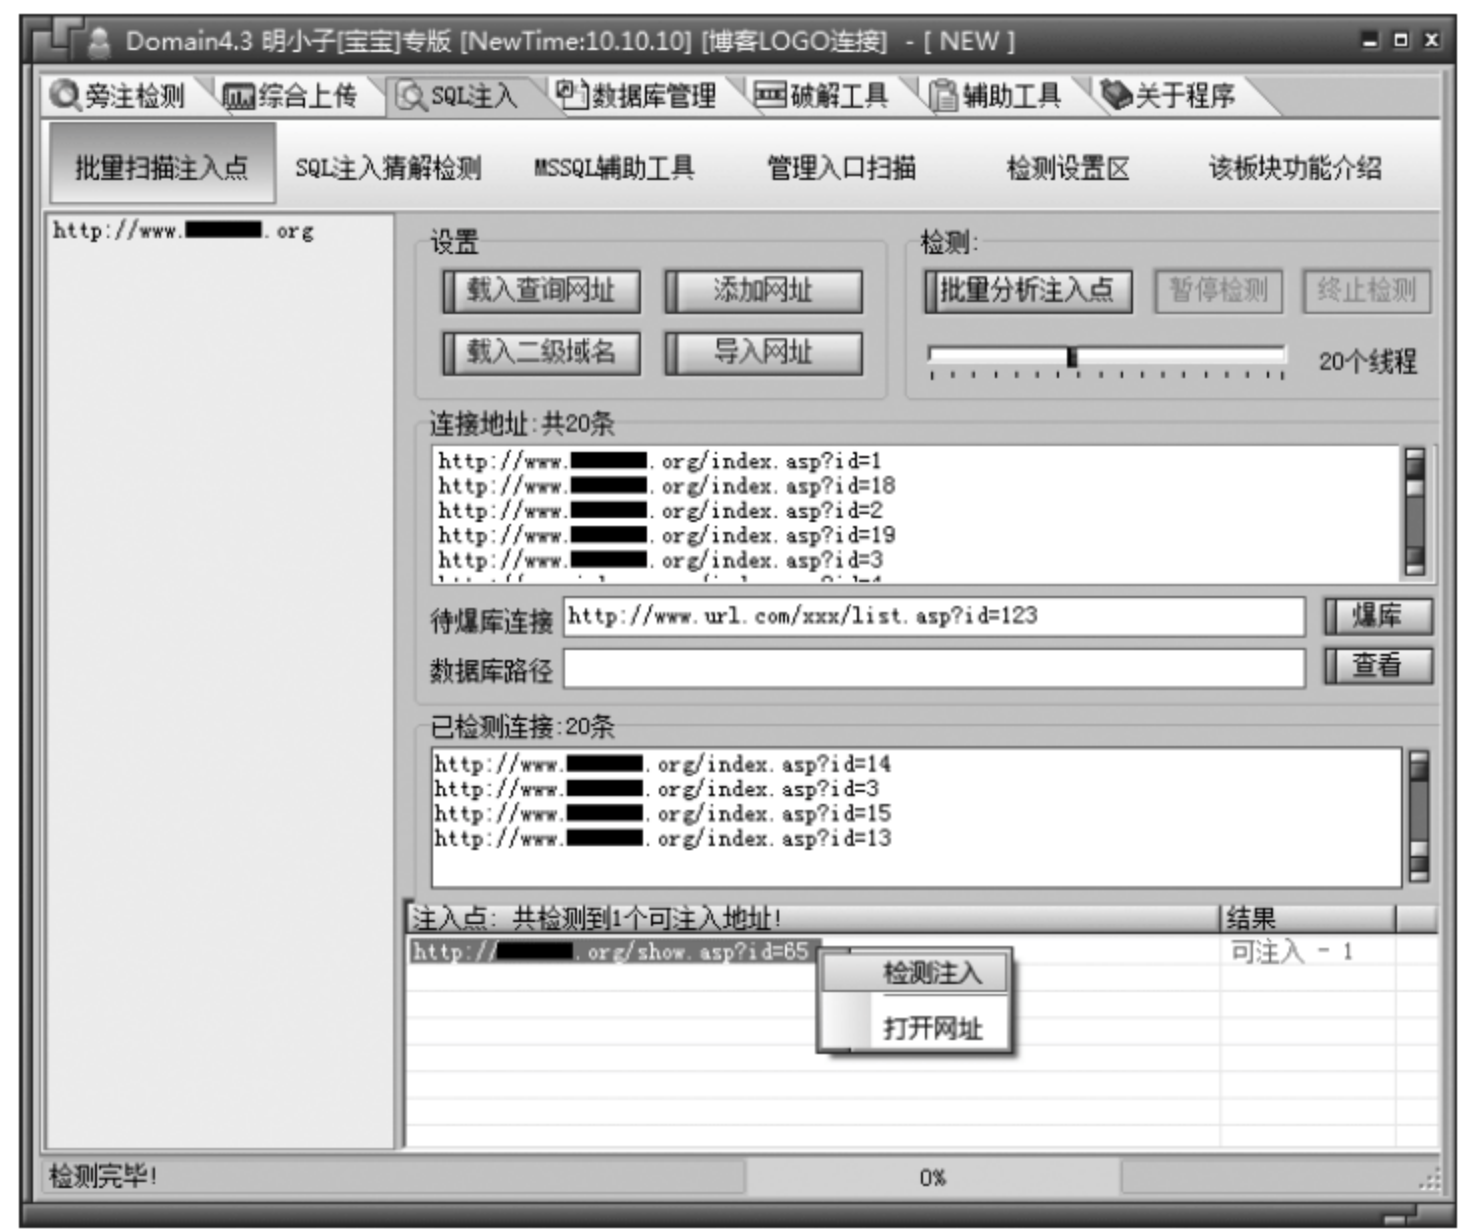 Domain4.3 明小子[宝宝]专版 [NewTime:10.10.10] [博客LOGO连接] - [ NEW ]
旁注检测 综合上传 SQL注入 数据库管理 破解工具 辅助工具 关于程序
批量扫描注入点 SQL注入猜解检测 MSSQL辅助工具 管理入口扫描 检测设置区 该板块功能介绍
http://www. .org
设置
载入查询网址 添加网址
载入二级域名 导入网址
检测:
批量分析注入点 暂停检测 终止检测
20个线程
连接地址:共20条
http://www. .org/index.asp?id=1
http://www. .org/index.asp?id=18
http://www. .org/index.asp?id=2
http://www. .org/index.asp?id=19
http://www. .org/index.asp?id=3
待爆库连接 http://www.url.com/xxx/list.asp?id=123 爆库
数据库路径 查看
已检测连接:20条
http://www. .org/index.asp?id=14
http://www. .org/index.asp?id=3
http://www. .org/index.asp?id=15
http://www. .org/index.asp?id=13
注入点: 共检测到1个可注入地址! 结果
http:// .org/show.asp?id=65 可注入 - 1
检测注入
打开网址
检测完毕! 0%